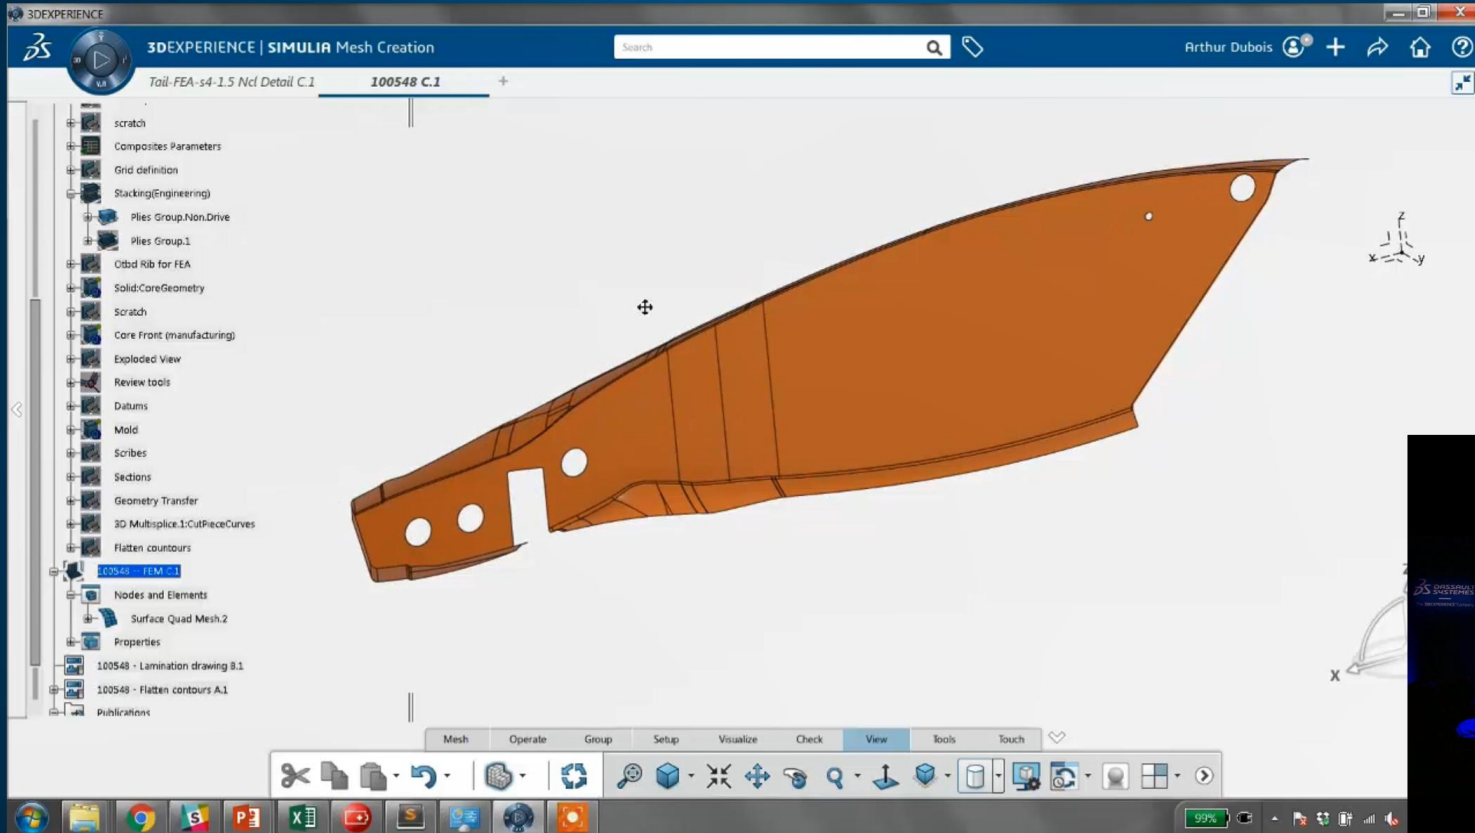 3DEXPERIENCE
3DEXPERIENCE | SIMULIA Mesh Creation
Search
Arthur Dubois
Tail-FEA-s4-1.5 Ncl Detail C.1
100548 C.1
scratch
Composites Parameters
Grid definition
Stacking(Engineering)
Plies Group.Non.Drive
Plies Group.1
Otbd Rib for FEA
Solid:CoreGeometry
Scratch
Core Front (manufacturing)
Exploded View
Review tools
Datums
Mold
Scribes
Sections
Geometry Transfer
3D Multisplice.1:CutPieceCurves
Flatten countours
100548 -- FEM C.1
Nodes and Elements
Surface Quad Mesh.2
Properties
100548 - Lamination drawing B.1
100548 - Flatten contours A.1
Publications
z
x
y
X
DASSAULT
SYSTEMES
Mesh
Operate
Group
Setup
Visualize
Check
View
Tools
Touch
99%